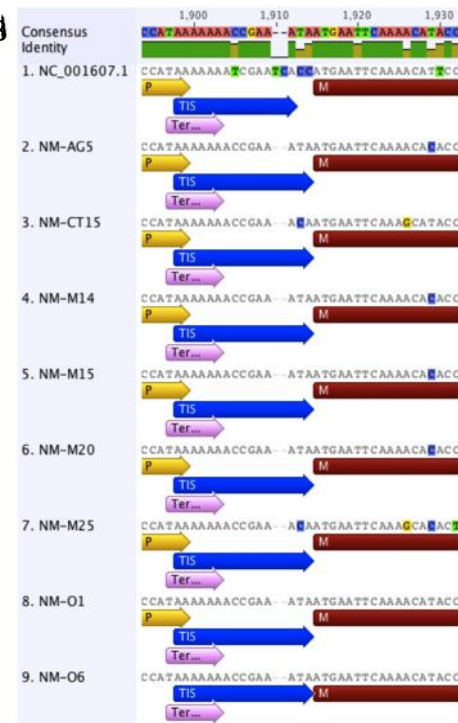 1,900 1,910 1,920 1,930
Consensus CCATAAAAAAACCGAA--ATAATGAATTCAAAACATACC
Identity
1. NC_001607.1 CCATAAAAAAATCGAATCACCATGAATTCAAAACATTCC
P M
TIS
Ter...
2. NM-AG5 CCATAAAAAAACCGAA--ATAATGAATTCAAAACACACC
P M
TIS
Ter...
3. NM-CT15 CCATAAAAAAACCGAA--ACAATGAATTCAAAGCATACC
P M
TIS
Ter...
4. NM-M14 CCATAAAAAAACCGAA--ATAATGAATTCAAAACACACC
P M
TIS
Ter...
5. NM-M15 CCATAAAAAAACCGAA--ATAATGAATTCAAAACACACC
P M
TIS
Ter...
6. NM-M20 CCATAAAAAAACCGAA--ATAATGAATTCAAAACACACC
P M
TIS
Ter...
7. NM-M25 CCATAAAAAAACCGAA--ACAATGAATTCAAAGCACACT
P M
TIS
Ter...
8. NM-O1 CCATAAAAAAACCGAA--ATAATGAATTCAAAACATACC
P M
TIS
Ter...
9. NM-O6 CCATAAAAAAACCGAA--ATAATGAATTCAAAACATACC
P TIS M
Ter...